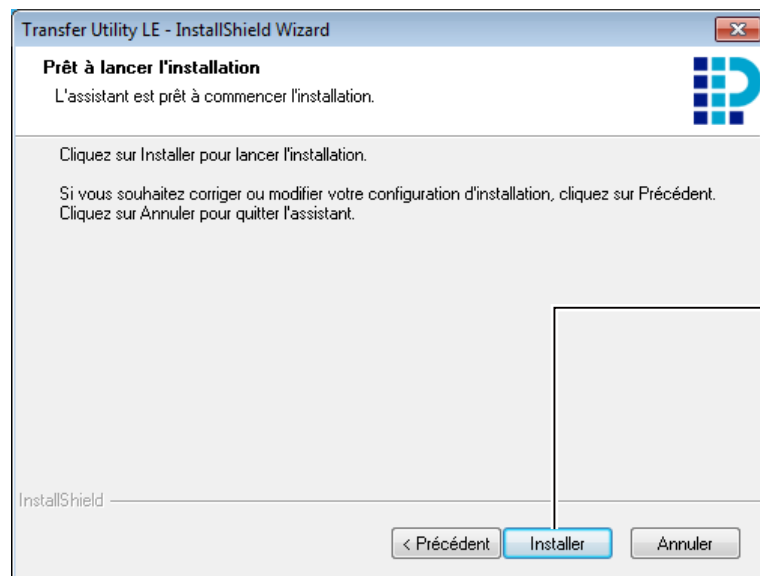 Transfer Utility LE - InstallShield Wizard
Prêt à lancer l'installation
L'assistant est prêt à commencer l'installation.
Cliquez sur Installer pour lancer l'installation.
Si vous souhaitez corriger ou modifier votre configuration d'installation, cliquez sur Précédent.
Cliquez sur Annuler pour quitter l'assistant.
InstallShield
< Précédent Installer Annuler